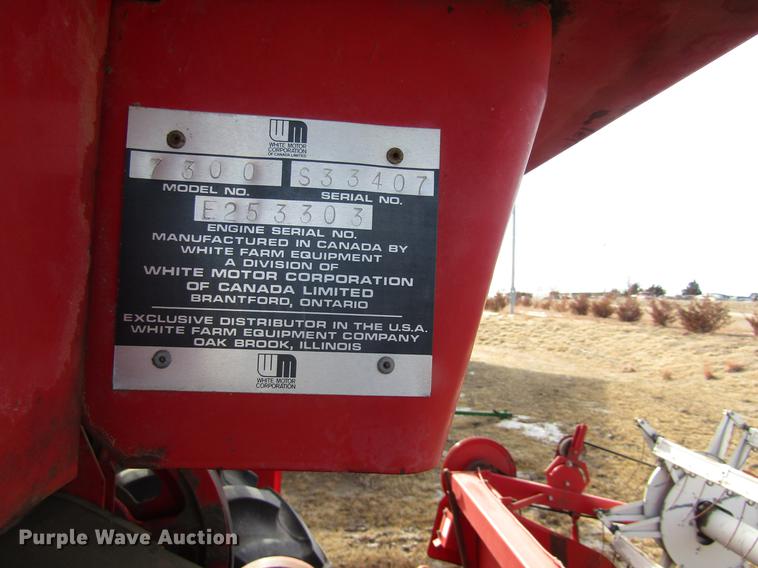 WM
WHITE MOTOR
CORPORATION
OF CANADA LIMITED
7300 S33407
MODEL NO. SERIAL NO.
E253303
ENGINE SERIAL NO.
MANUFACTURED IN CANADA BY
WHITE FARM EQUIPMENT
A DIVISION OF
WHITE MOTOR CORPORATION
OF CANADA LIMITED
BRANTFORD, ONTARIO
EXCLUSIVE DISTRIBUTOR IN THE U.S.A.
WHITE FARM EQUIPMENT COMPANY
OAK BROOK, ILLINOIS
WM
WHITE MOTOR
CORPORATION
Purple Wave Auction